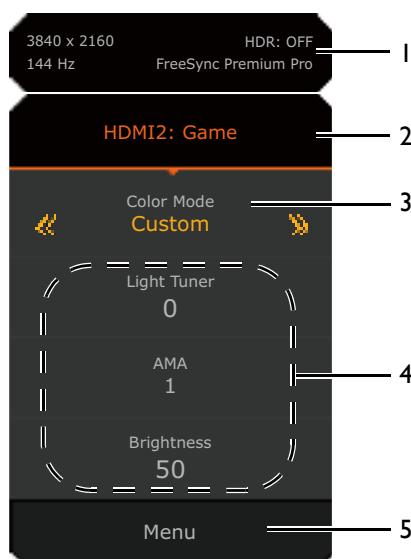 3840 x 2160 HDR: OFF
144 Hz FreeSync Premium Pro
1
HDMI2: Game
2
Color Mode
3
Custom
Light Tuner
0
AMA
1
4
Brightness
50
Menu
5